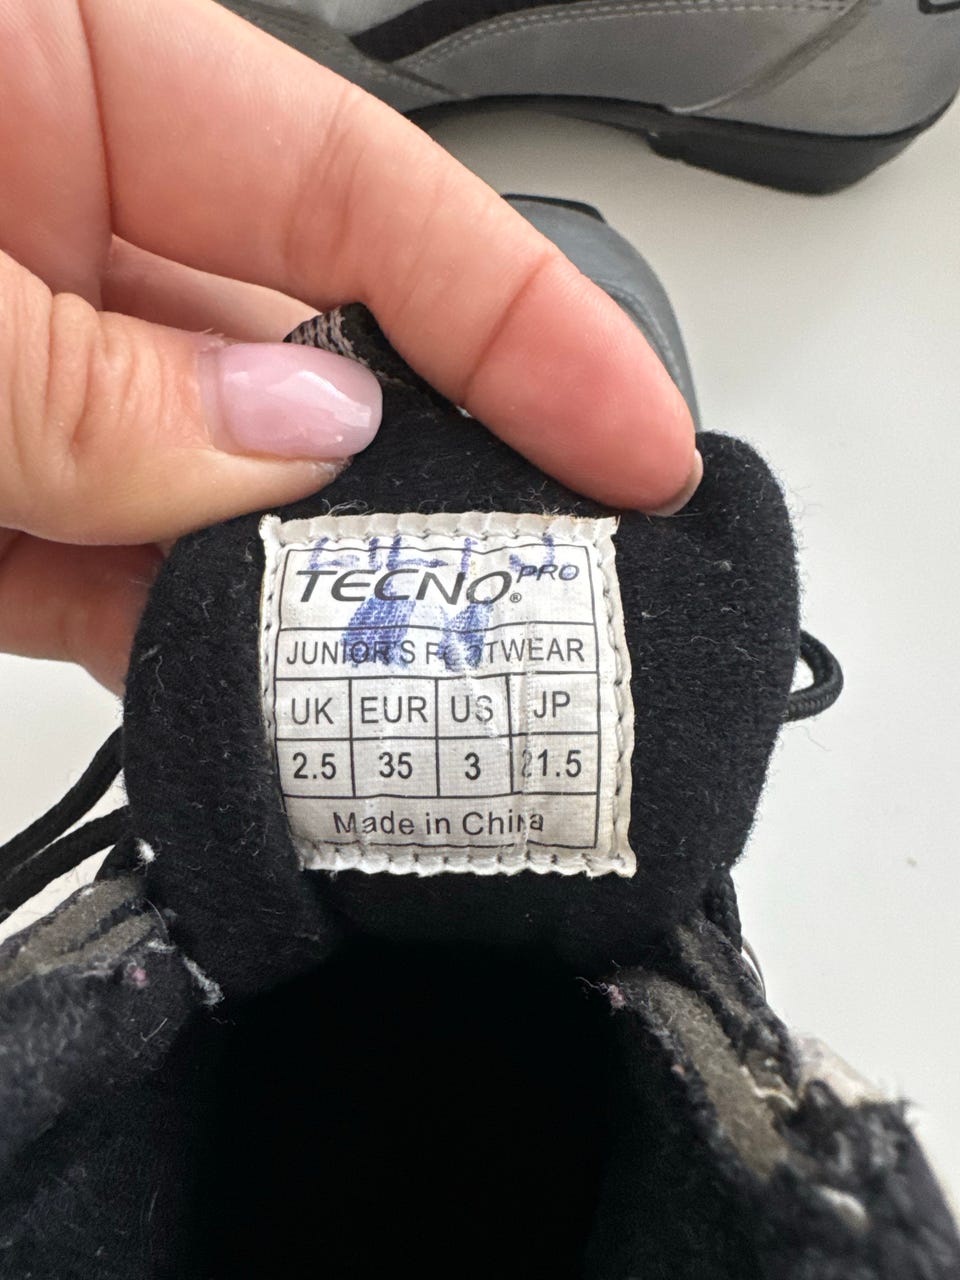 TECNO PRO ®
JUNIOR'S FOOTWEAR
UK EUR US JP
2.5 35 3 21.5
Made in China